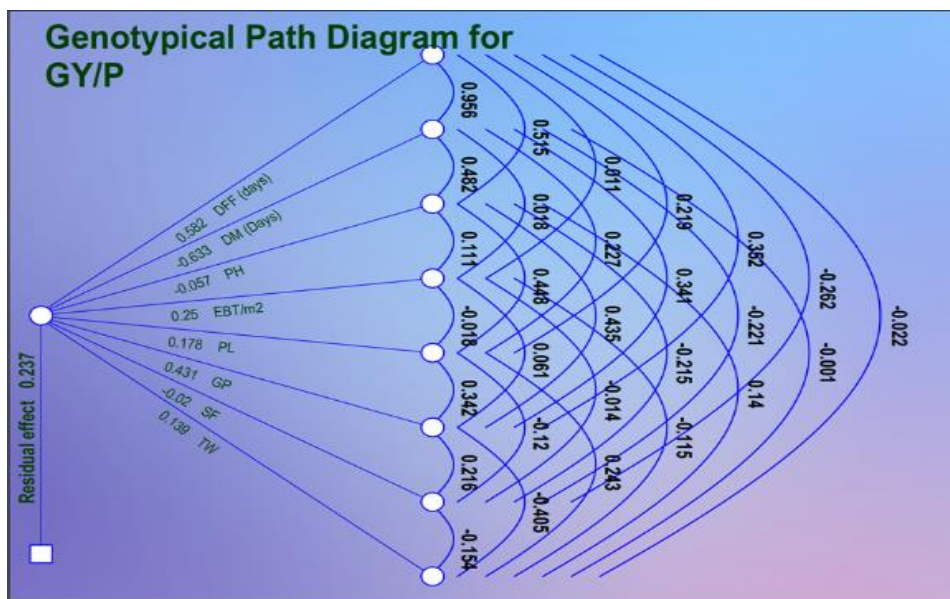 Genotypical Path Diagram for
GY/P
0.582 DFF (days)
-0.633 DM (Days)
-0.057 PH
0.25 EBT/m2
0.178 PL
0.431 GP
-0.02 SF
0.139 TW
Residual effect 0.237
0.956
0.482
0.111
-0.018
0.342
0.216
-0.154
0.515
0.018
0.448
0.061
-0.12
-0.405
0.011
0.227
0.435
-0.014
0.243
0.219
0.341
-0.215
-0.115
0.352
-0.221
0.14
-0.262
-0.001
-0.022